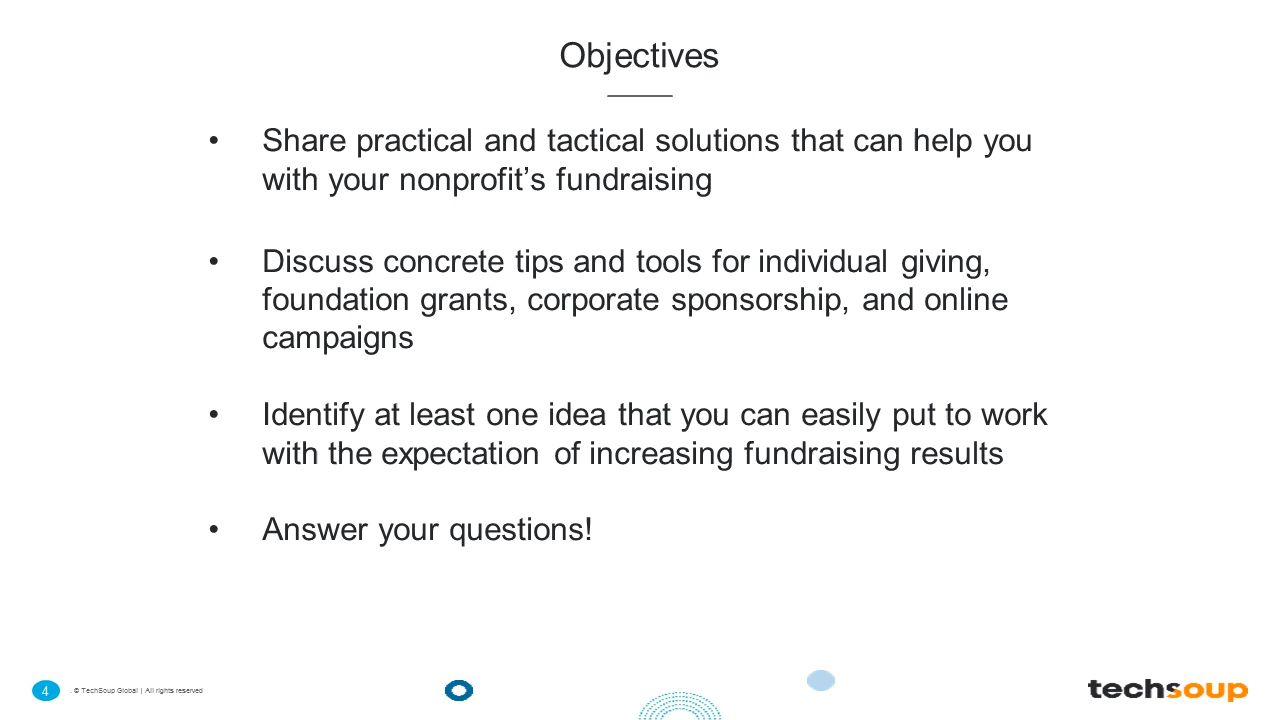 Objectives
• Share practical and tactical solutions that can help you
with your nonprofit’s fundraising
• Discuss concrete tips and tools for individual giving,
foundation grants, corporate sponsorship, and online
campaigns
• Identify at least one idea that you can easily put to work
with the expectation of increasing fundraising results
• Answer your questions!
4 . © TechSoup Global | All rights reserved
techsoup